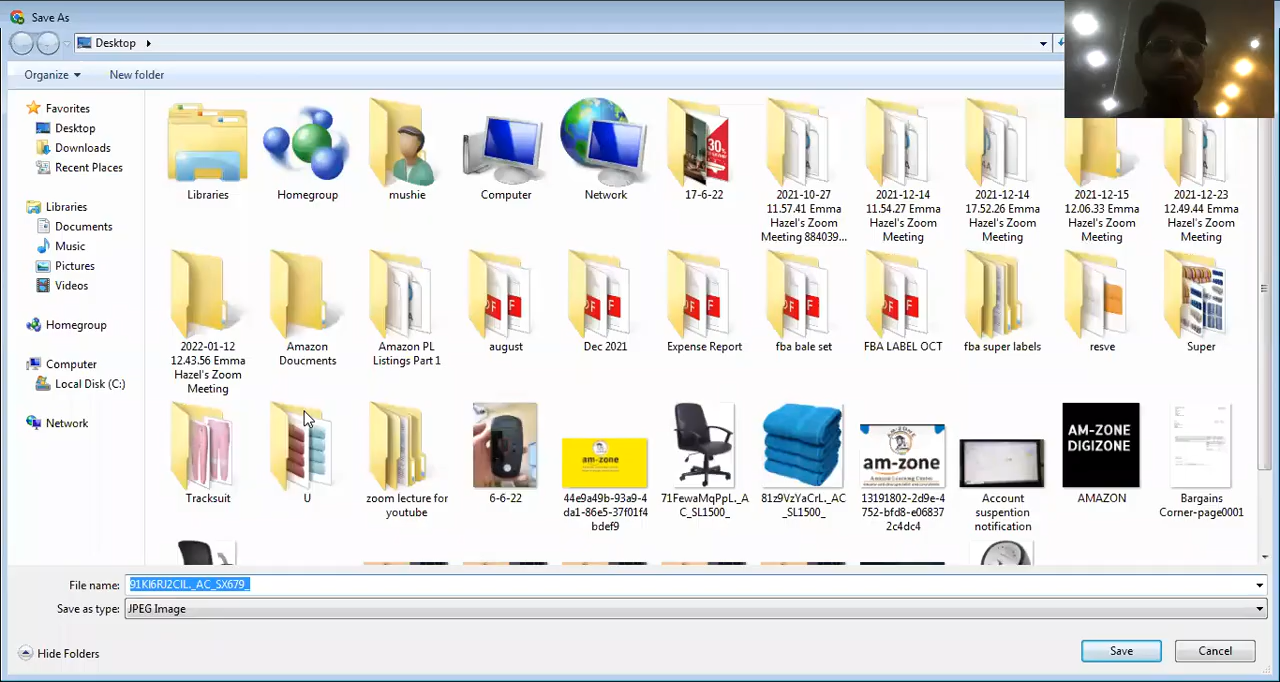 Save As
Desktop
Organize
New folder
Favorites
Desktop
Downloads
Recent Places
Libraries
Documents
Music
Pictures
Videos
Homegroup
Computer
Local Disk (C:)
Network
Libraries
Homegroup
mushie
Computer
Network
30%
17-6-22
2021-10-27
11.57.41 Emma
Hazel's Zoom
Meeting 884039...
2021-12-14
11.54.27 Emma
Hazel's Zoom
Meeting
2021-12-14
17.52.26 Emma
Hazel's Zoom
Meeting
2021-12-15
12.06.33 Emma
Hazel's Zoom
Meeting
2021-12-23
12.49.44 Emma
Hazel's Zoom
Meeting
2022-01-12
12.43.56 Emma
Hazel's Zoom
Meeting
Amazon
Doucments
Amazon PL
Listings Part 1
august
Dec 2021
Expense Report
fba bale set
FBA LABEL OCT
fba super labels
resve
Super
Tracksuit
U
zoom lecture for
youtube
6-6-22
am-zone
44e9a49b-93a9-4
da1-86e5-37f01f4
bdef9
71FewaMqPpL._A
C_SL1500_
81z9VzYaCrL._AC
_SL1500_
am-zone
13191802-2d9e-4
752-bfd8-e06837
2c4dc4
Account
suspention
notification
AM-ZONE
DIGIZONE
AMAZON
Bargains
Corner-page0001
File name: 91KI6RJ2CIL._AC_SX679_
Save as type: JPEG Image
Hide Folders
Save
Cancel